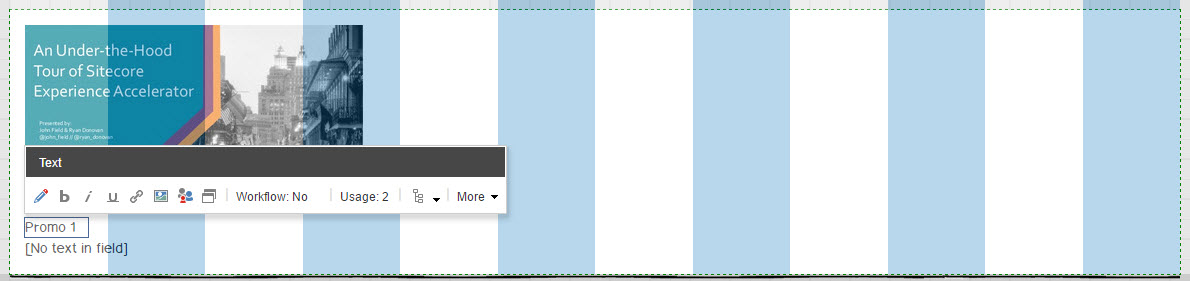 An Under-the-Hood
Tour of Sitecore
Experience Accelerator
Presented by:
John Field & Ryan Donovan
@john_field // @ryan_donovan
Text
Workflow: No
Usage: 2
More
Promo 1
[No text in field]